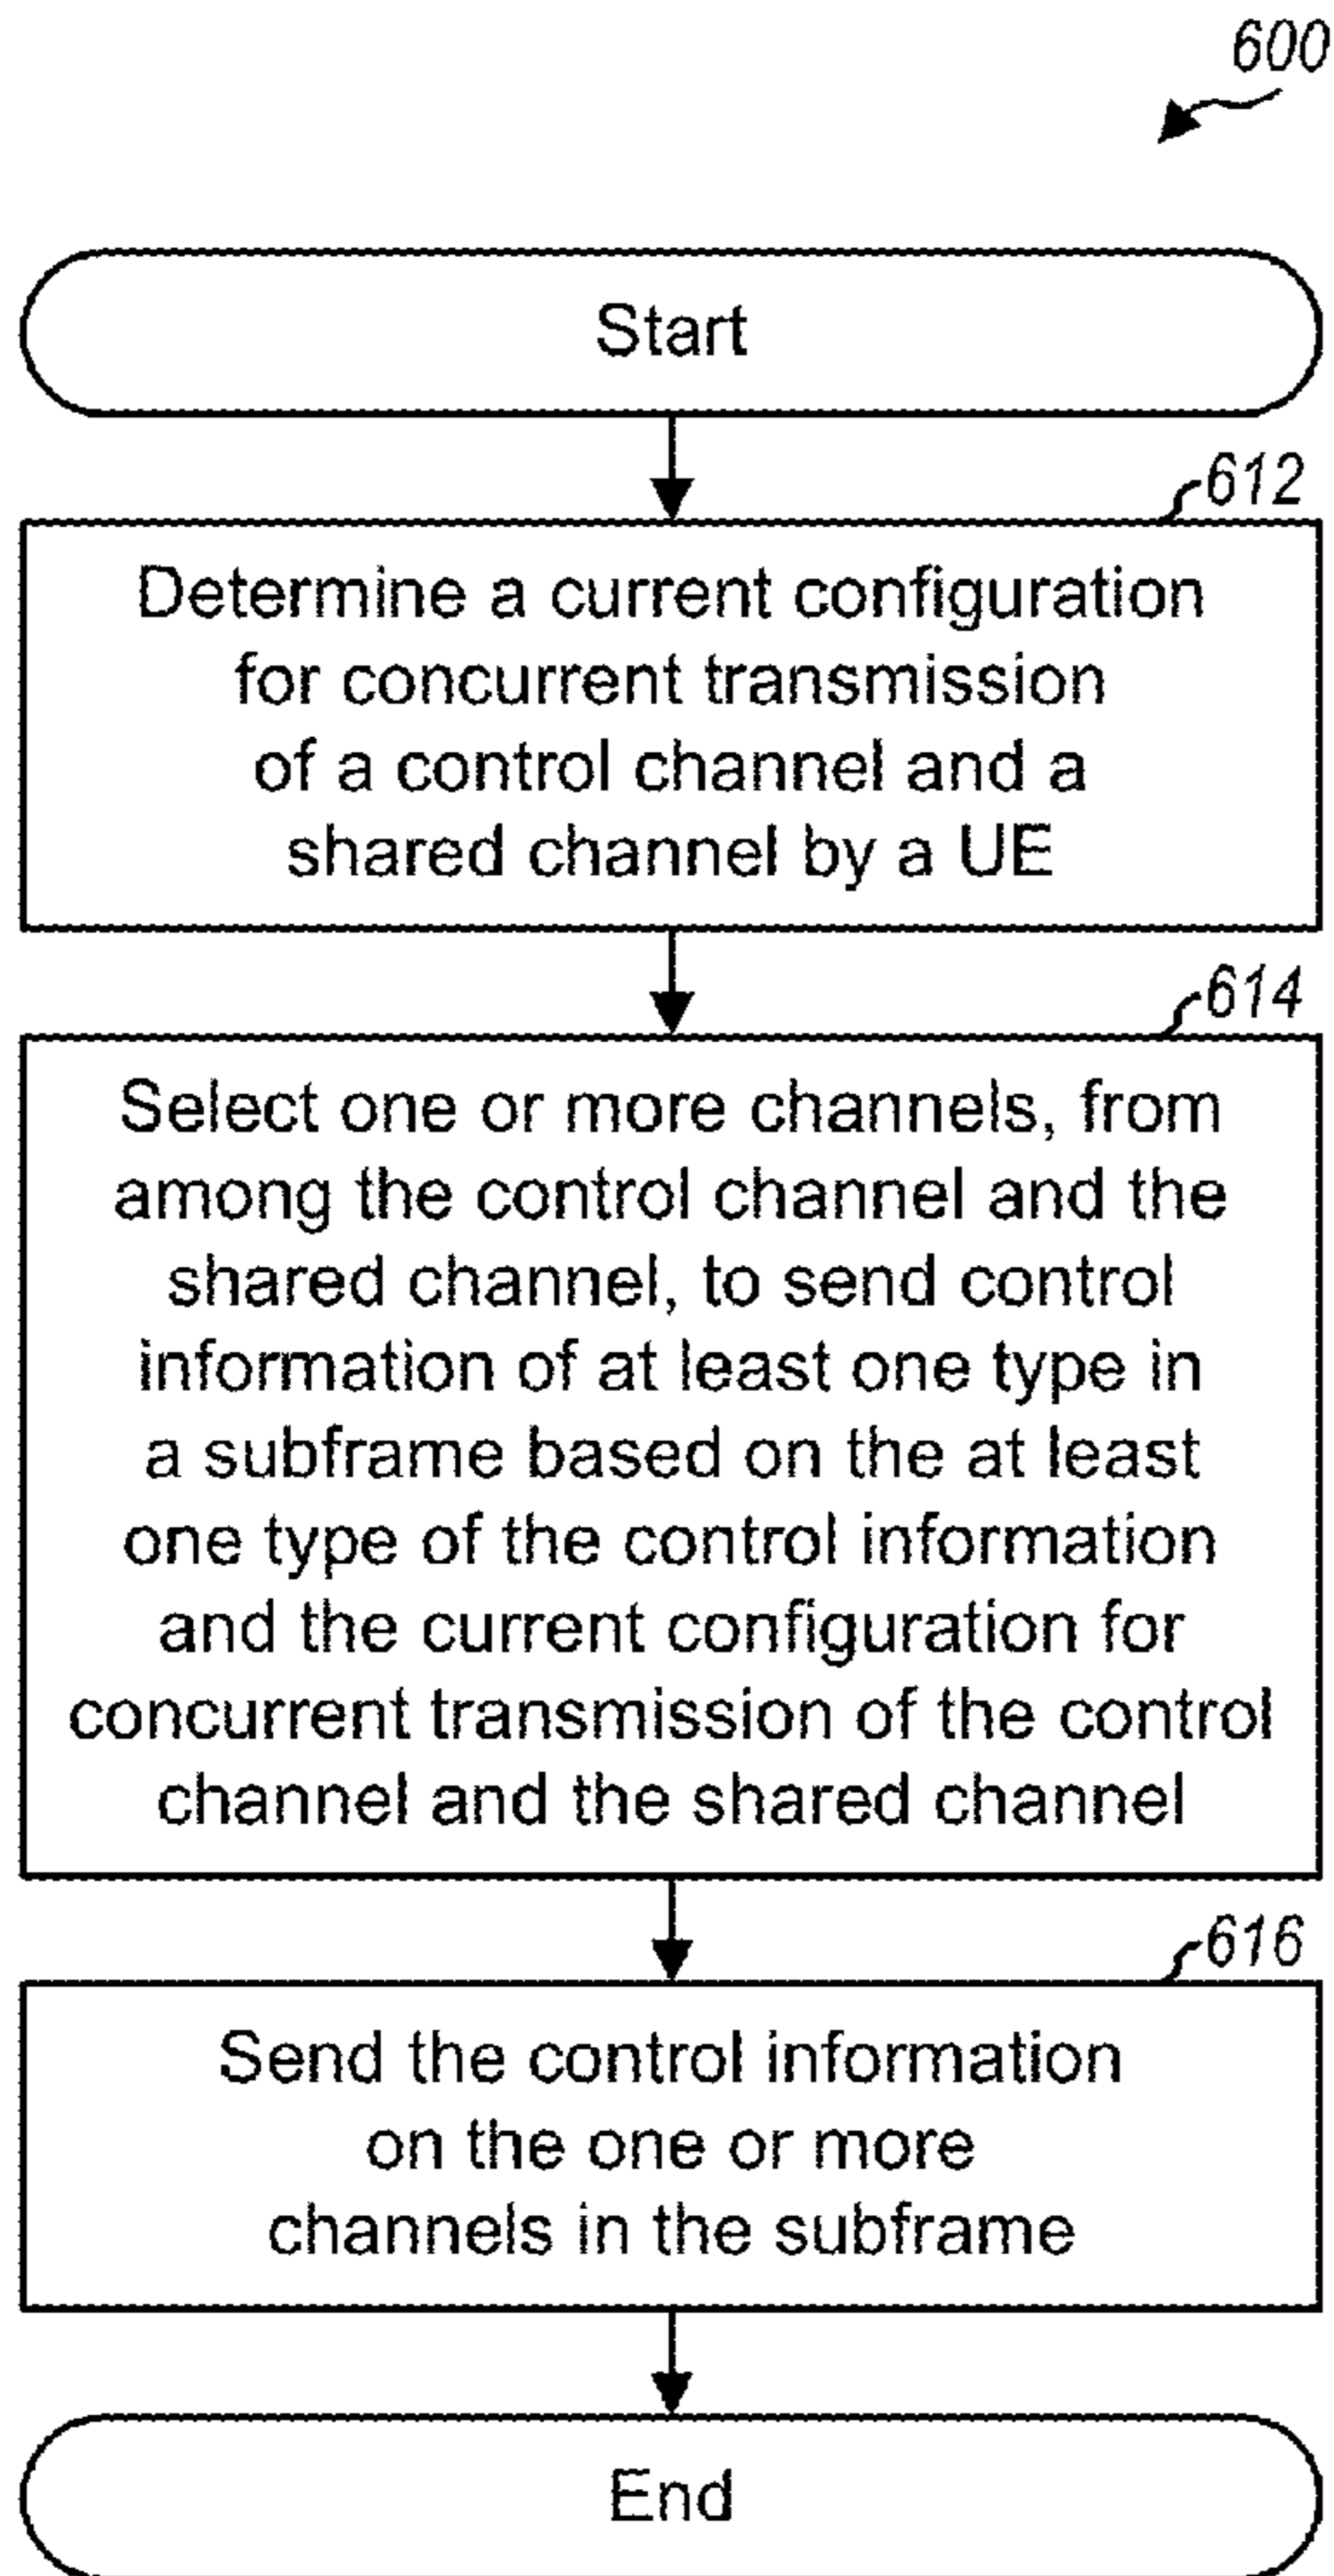 600
Start
612
Determine a current configuration
for concurrent transmission
of a control channel and a
shared channel by a UE
614
Select one or more channels, from
among the control channel and the
shared channel, to send control
information of at least one type in
a subframe based on the at least
one type of the control information
and the current configuration for
concurrent transmission of the control
channel and the shared channel
616
Send the control information
on the one or more
channels in the subframe
End